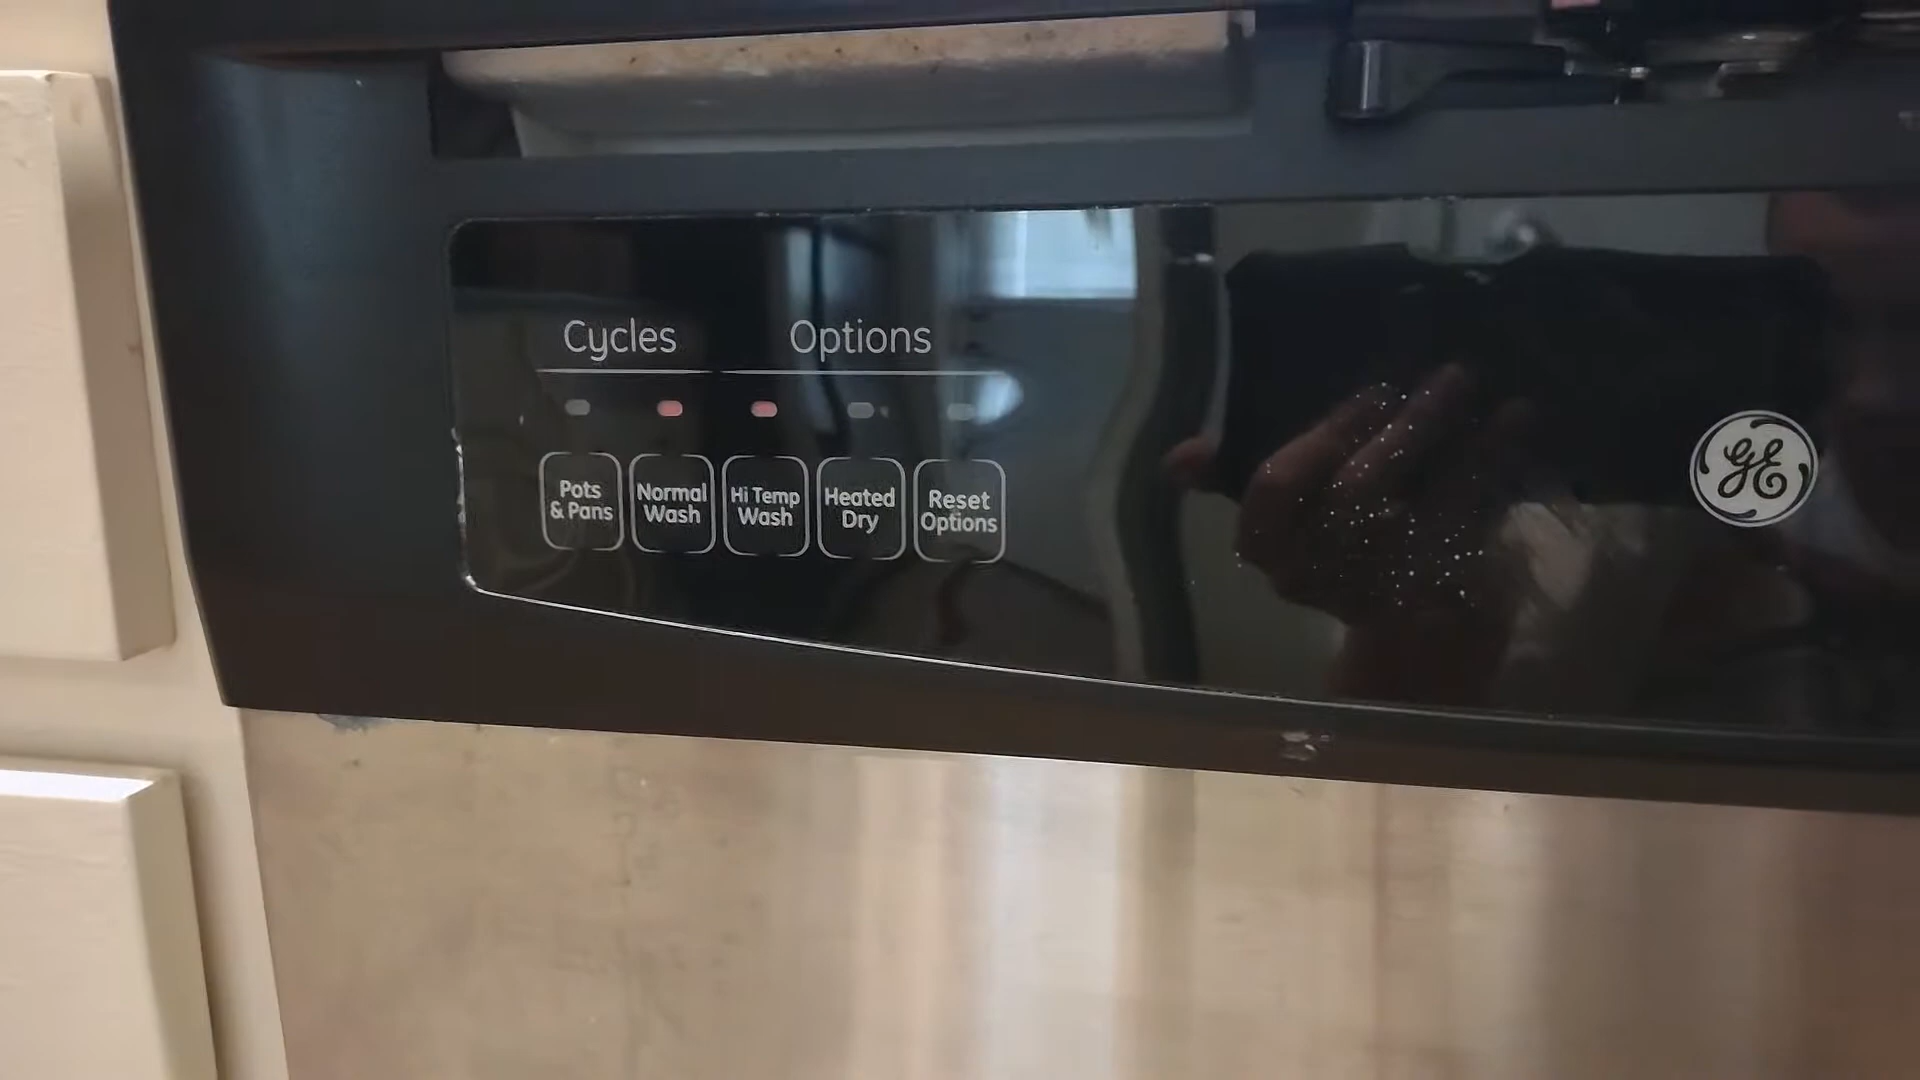 Cycles Options
Pots
& Pans
Normal
Wash
Hi Temp
Wash
Heated
Dry
Reset
Options
GE